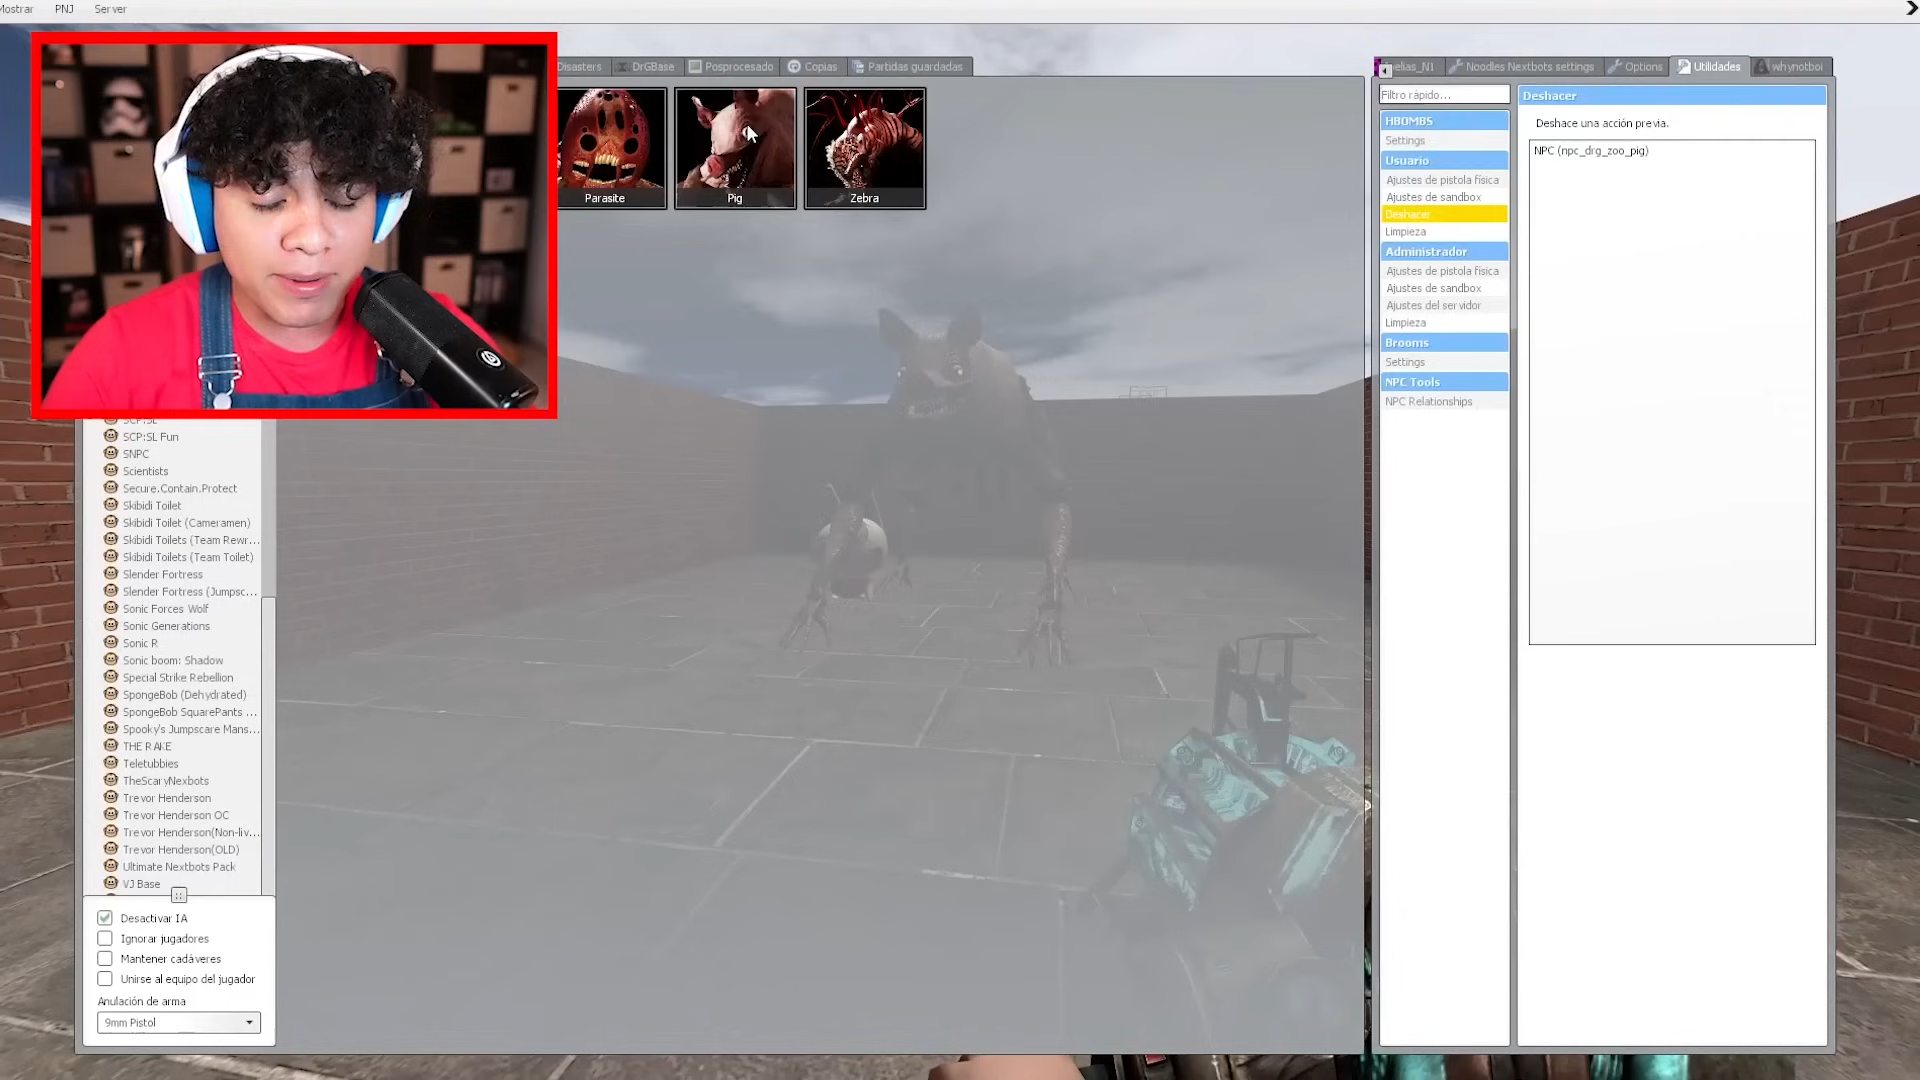 Mostrar PNJ Server
Disasters DrGBase Posprocesado Copias Partidas guardadas
elias_N1 Noodles Nextbots settings Options Utilidades whynotboi
Parasite
Pig
Zebra
SCP:SL
SCP:SL Fun
SNPC
Scientists
Secure.Contain.Protect
Skibidi Toilet
Skibidi Toilet (Cameramen)
Skibidi Toilets (Team Rewr...
Skibidi Toilets (Team Toilet)
Slender Fortress
Slender Fortress (Jumpsc...
Sonic Forces Wolf
Sonic Generations
Sonic R
Sonic boom: Shadow
Special Strike Rebellion
SpongeBob (Dehydrated)
SpongeBob SquarePants ...
Spooky's Jumpscare Mans...
THE RAKE
Teletubbies
TheScaryNexbots
Trevor Henderson
Trevor Henderson OC
Trevor Henderson(Non-liv...
Trevor Henderson(OLD)
Ultimate Nextbots Pack
VJ Base
Desactivar IA
Ignorar jugadores
Mantener cadáveres
Unirse al equipo del jugador
Anulación de arma
9mm Pistol
Filtro rápido...
HBOMBS
Settings
Usuario
Ajustes de pistola física
Ajustes de sandbox
Deshacer
Limpieza
Administrador
Ajustes de pistola física
Ajustes de sandbox
Ajustes del servidor
Limpieza
Brooms
Settings
NPC Tools
NPC Relationships
Deshacer
Deshace una acción previa.
NPC (npc_drg_zoo_pig)